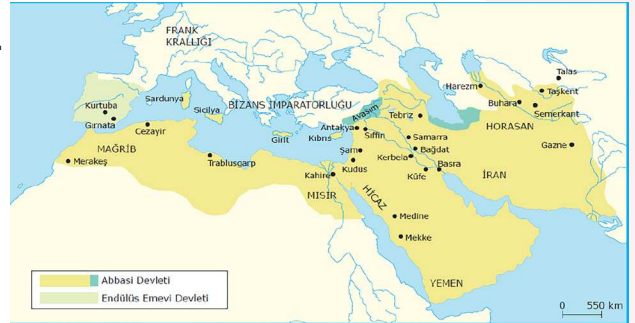 FRANK
KRALLIĞI
Talas
Harezm
Taşkent
Kurtuba
Sardunya
BİZANS İMPARATORLUĞU
Avasım
Buhara
Semerkant
Sicilya
Tebriz
Gırnata
Antakya
Sıffin
HORASAN
Cezayir
Girit
Kıbrıs
Samarra
MAĞRİB
Şam
Bağdat
Gazne
Merakeş
Trablusgarp
Kudüs
Kerbela
Basra
Kahire
Kûfe
İRAN
MISIR
HİCAZ
Medine
Mekke
Abbasi Devleti
YEMEN
Endülüs Emevi Devleti
0 550 km